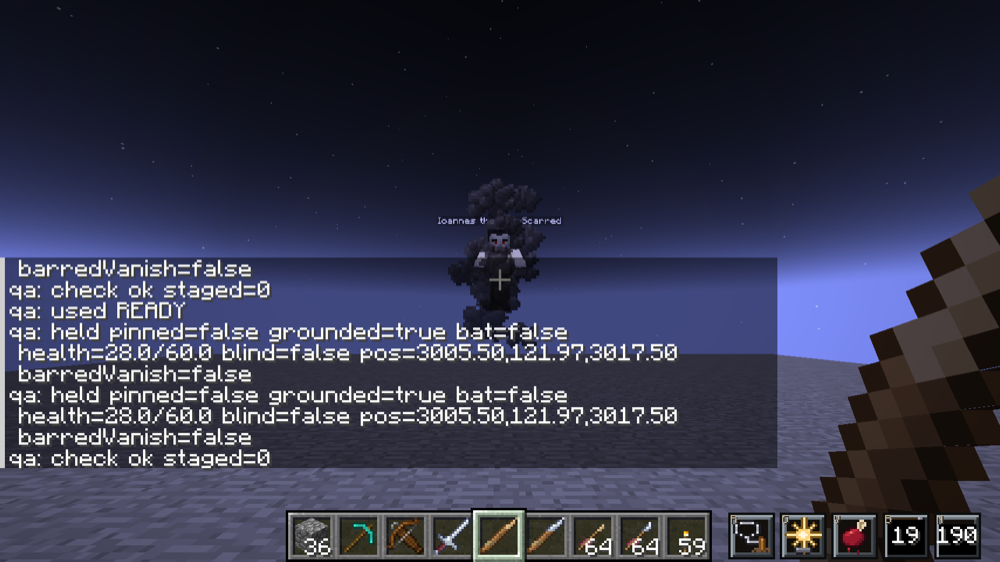 Ioannes th Scarred
barredVanish=false
qa: check ok staged=0
qa: used READY
qa: held pinned=false grounded=true bat=false
health=28.0/60.0 blind=false pos=3005.50,121.97,3017.50
barredVanish=false
qa: held pinned=false grounded=true bat=false
health=28.0/60.0 blind=false pos=3005.50,121.97,3017.50
barredVanish=false
qa: check ok staged=0
36 64 64 59 19 190